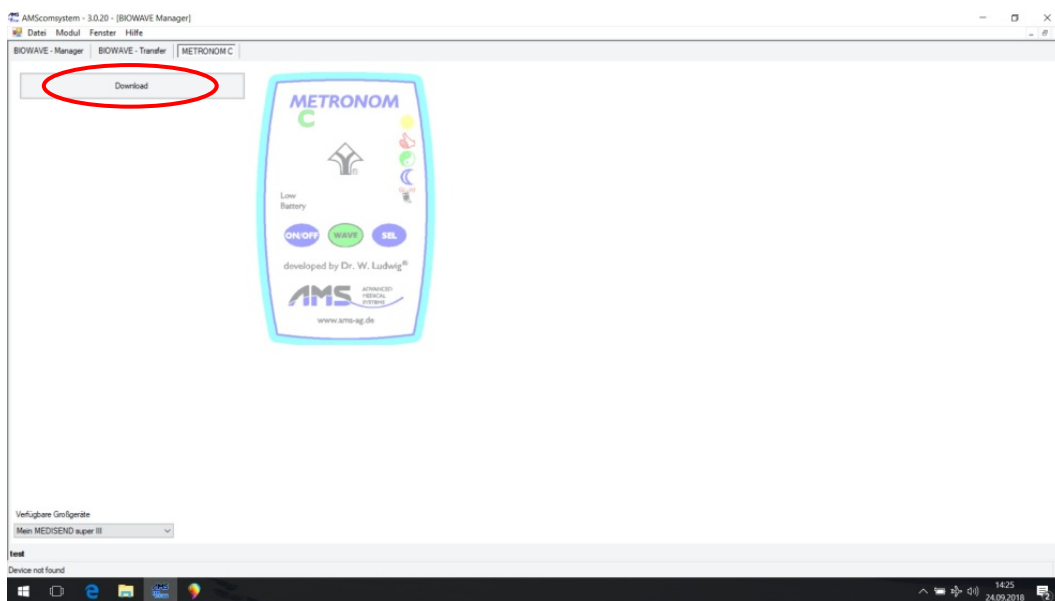 AMScomsystem - 3.0.20 - [BIOWAVE Manager]
Datei Modul Fenster Hilfe
BIOWAVE - Manager BIOWAVE - Transfer METRONOM C
Download
METRONOM
C
Low
Battery
ON/OFF WAVE SEL
developed by Dr. W. Ludwig®
AMS ADVANCED
MEDICAL
SYSTEMS
www.ams-ag.de
Verfügbare Großgeräte
Mein MEDISEND super III
test
Device not found
14:25
24.09.2018